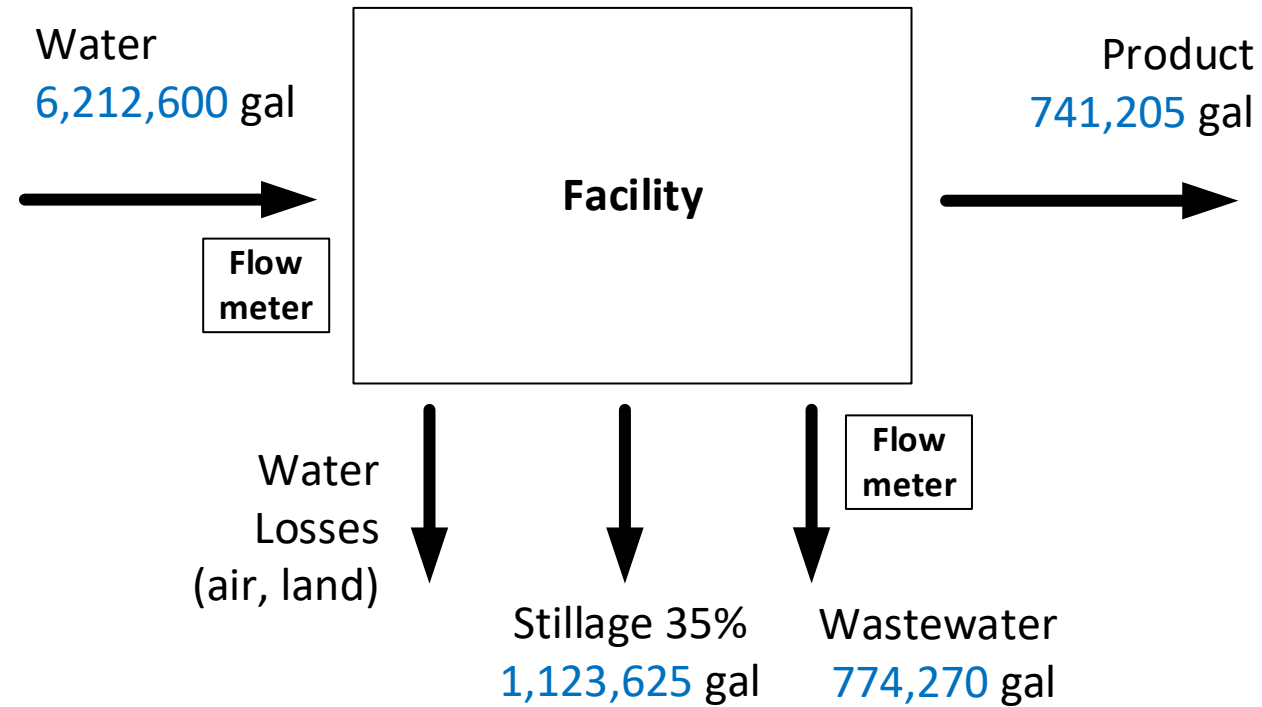 Water
6,212,600 gal
Product
741,205 gal
Facility
Flow
meter
Flow
meter
Water
Losses
(air, land)
Stillage 35%
1,123,625 gal
Wastewater
774,270 gal